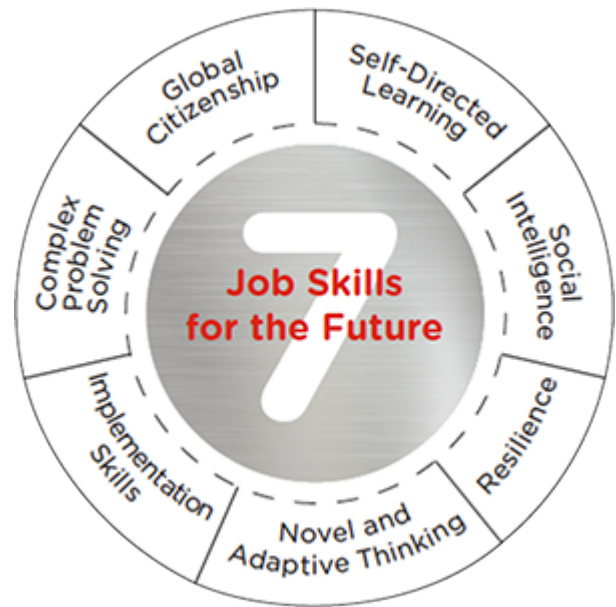 7
Job Skills
for the Future
Self-Directed
Learning
Social
Intelligence
Resilience
Novel and
Adaptive Thinking
Implementation
Skills
Complex
Problem
Solving
Global
Citizenship